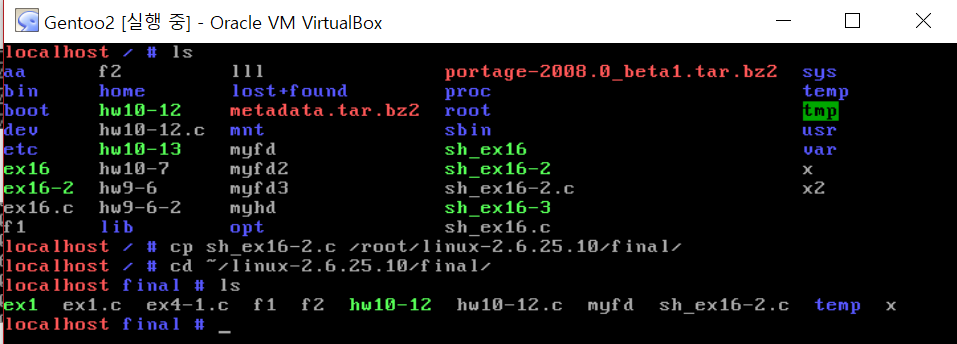 Gentoo2 [실행 중] - Oracle VM VirtualBox
localhost / # ls
aa f2 lll portage-2008.0_beta1.tar.bz2 sys
bin home lost+found proc temp
boot hw10-12 metadata.tar.bz2 root tmp
dev hw10-12.c mnt sbin usr
etc hw10-13 myfd sh_ex16 var
ex16 hw10-7 myfd2 sh_ex16-2 x
ex16-2 hw9-6 myfd3 sh_ex16-2.c x2
ex16.c hw9-6-2 myhd sh_ex16-3
f1 lib opt sh_ex16.c
localhost / # cp sh_ex16-2.c /root/linux-2.6.25.10/final/
localhost / # cd ~/linux-2.6.25.10/final/
localhost final # ls
ex1 ex1.c ex4-1.c f1 f2 hw10-12 hw10-12.c myfd sh_ex16-2.c temp x
localhost final # _